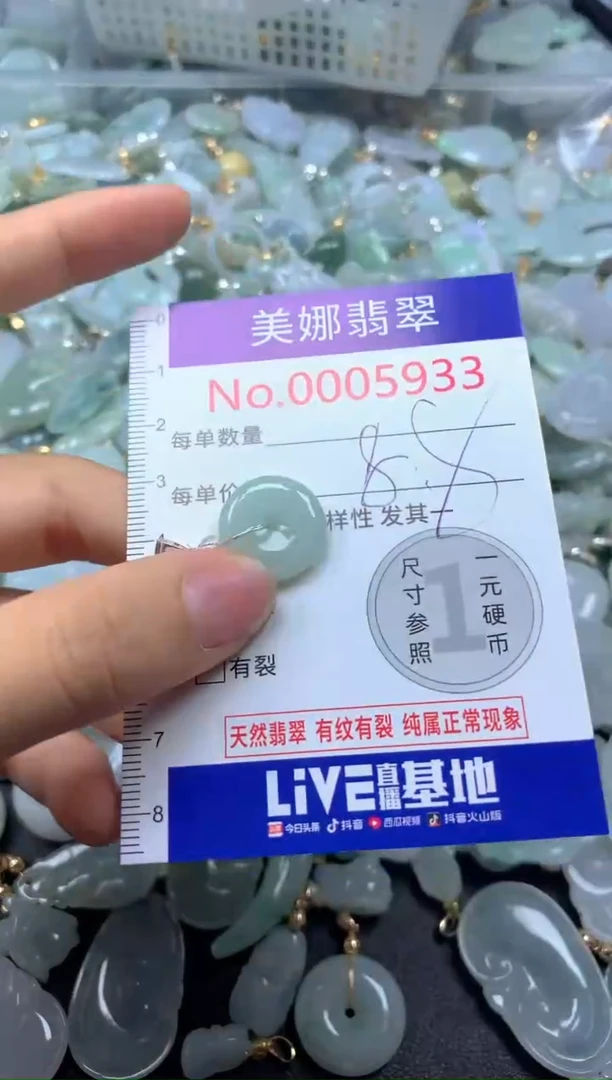 美娜翡翠
No.0005933
每单数量
每单价
8.8
样性 发其一
尺寸参照
1
一元硬币
有裂
天然翡翠 有纹有裂 纯属正常现象
LiVE直播基地
今日头条 抖音 西瓜视频 抖音火山版
0
1
2
3
7
8